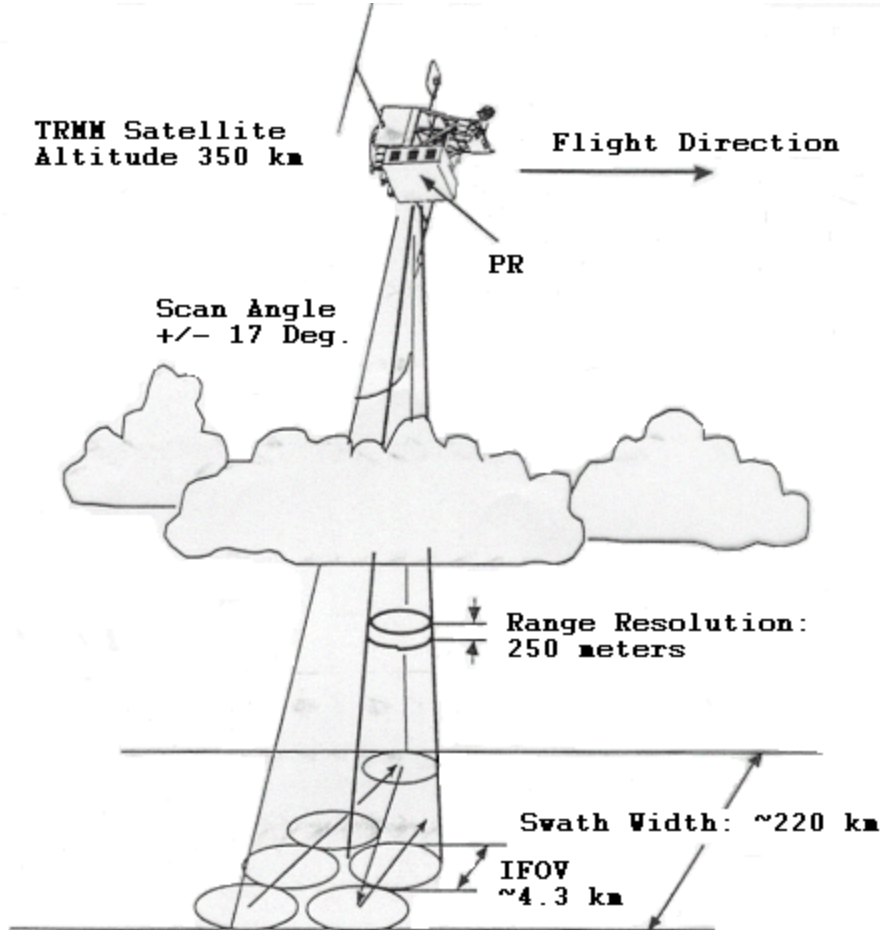 TRMM Satellite
Altitude 350 km
Flight Direction
PR
Scan Angle
+/- 17 Deg.
Range Resolution:
250 meters
Swath Width: ~220 km
IFOV
~4.3 km